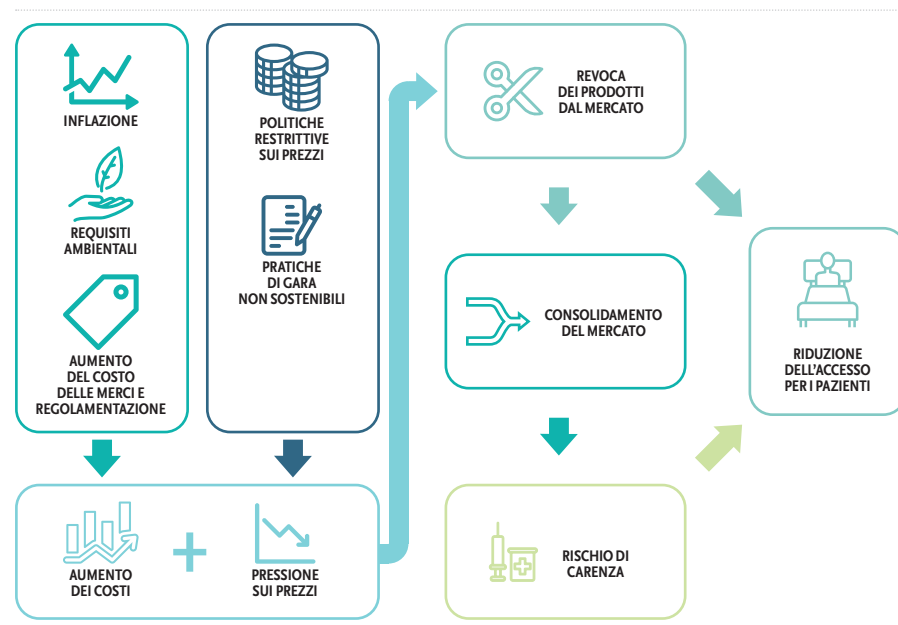 INFLAZIONE
REQUISITI
AMBIENTALI
AUMENTO
DEL COSTO
DELLE MERCI E
REGOLAMENTAZIONE
POLITICHE
RESTRITTIVE
SUI PREZZI
PRATICHE
DI GARA
NON SOSTENIBILI
AUMENTO
DEI COSTI
PRESSIONE
SUI PREZZI
REVOCA
DEI PRODOTTI
DAL MERCATO
CONSOLIDAMENTO
DEL MERCATO
RISCHIO DI
CARENZA
RIDUZIONE
DELL’ACCESSO
PER I PAZIENTI